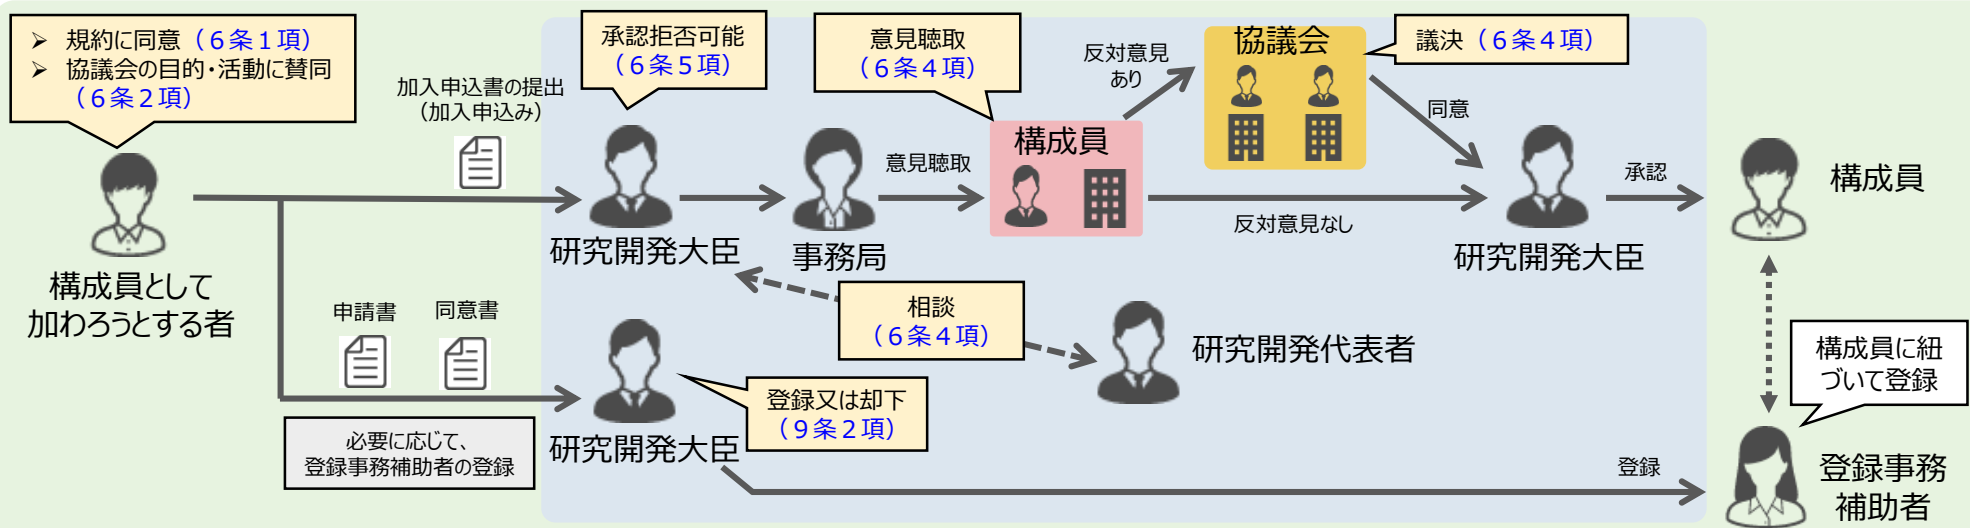 ➢ 規約に同意（６条１項）
➢ 協議会の目的・活動に賛同
（６条２項）
構成員として
加わろうとする者
加入申込書の提出
（加入申込み）
承認拒否可能
（６条５項）
研究開発大臣
事務局
意見聴取
意見聴取
（６条４項）
構成員
反対意見
あり
協議会
議決（６条４項）
同意
反対意見なし
研究開発大臣
承認
構成員
相談
（６条４項）
研究開発代表者
申請書
同意書
必要に応じて、
登録事務補助者の登録
研究開発大臣
登録又は却下
（９条２項）
登録
構成員に紐
づいて登録
登録事務
補助者